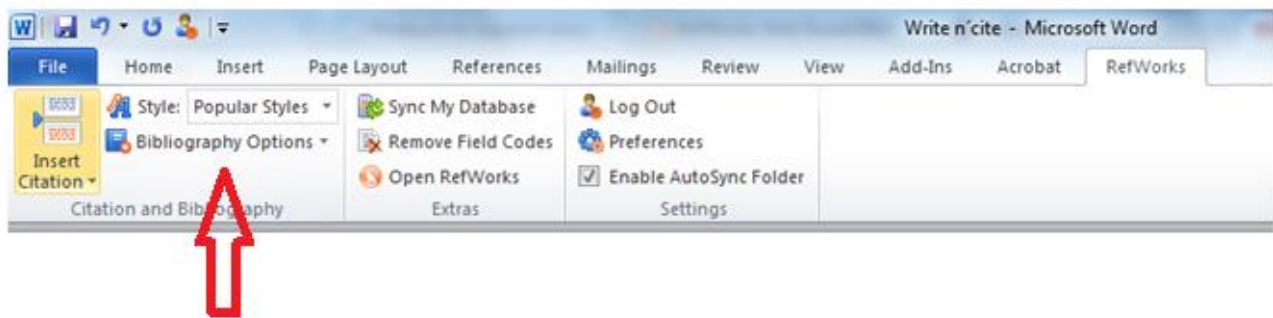 Write n'cite - Microsoft Word
File Home Insert Page Layout References Mailings Review View Add-Ins Acrobat RefWorks
Style: Popular Styles Sync My Database Log Out
Bibliography Options Remove Field Codes Preferences
Insert
Citation Open RefWorks Enable AutoSync Folder
Citation and Bibliography Extras Settings